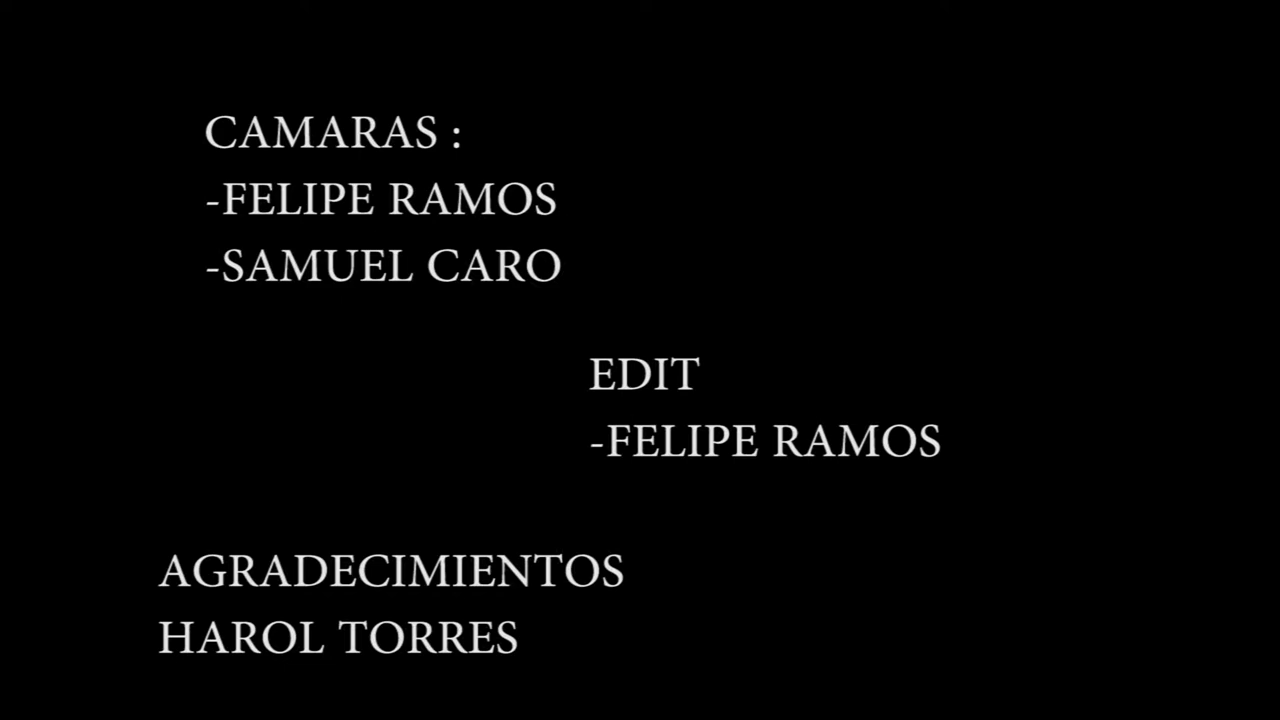 CAMARAS :
-FELIPE RAMOS
-SAMUEL CARO
EDIT
-FELIPE RAMOS
AGRADECIMIENTOS
HAROL TORRES